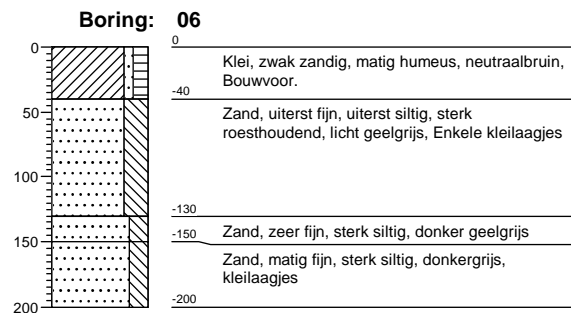 Boring: 06
0
0
Klei, zwak zandig, matig humeus, neutraalbruin,
Bouwvoor.
-40
50
Zand, uiterst fijn, uiterst siltig, sterk
roesthoudend, licht geelgrijs, Enkele kleilaagjes
100
-130
Zand, zeer fijn, sterk siltig, donker geelgrijs
150
-150
Zand, matig fijn, sterk siltig, donkergrijs,
kleilaagjes
200
-200